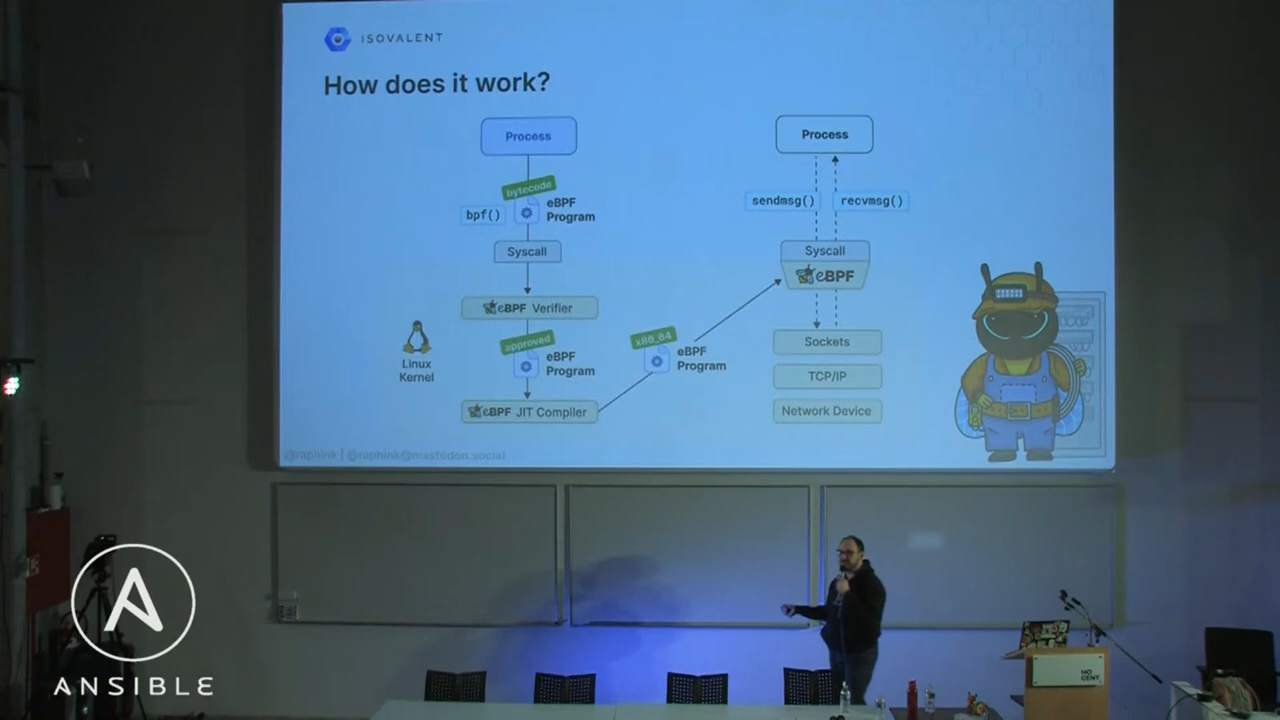 ISOVALENT
How does it work?
Process
bytecode
bpf()
eBPF
Program
Syscall
eBPF Verifier
approved
eBPF
Program
Linux
Kernel
eBPF JIT Compiler
x86_64
eBPF
Program
Process
sendmsg()
recvmsg()
Syscall
eBPF
Sockets
TCP/IP
Network Device
@raphink | @raphink@mastodon.social
HO
GENT
ANSIBLE